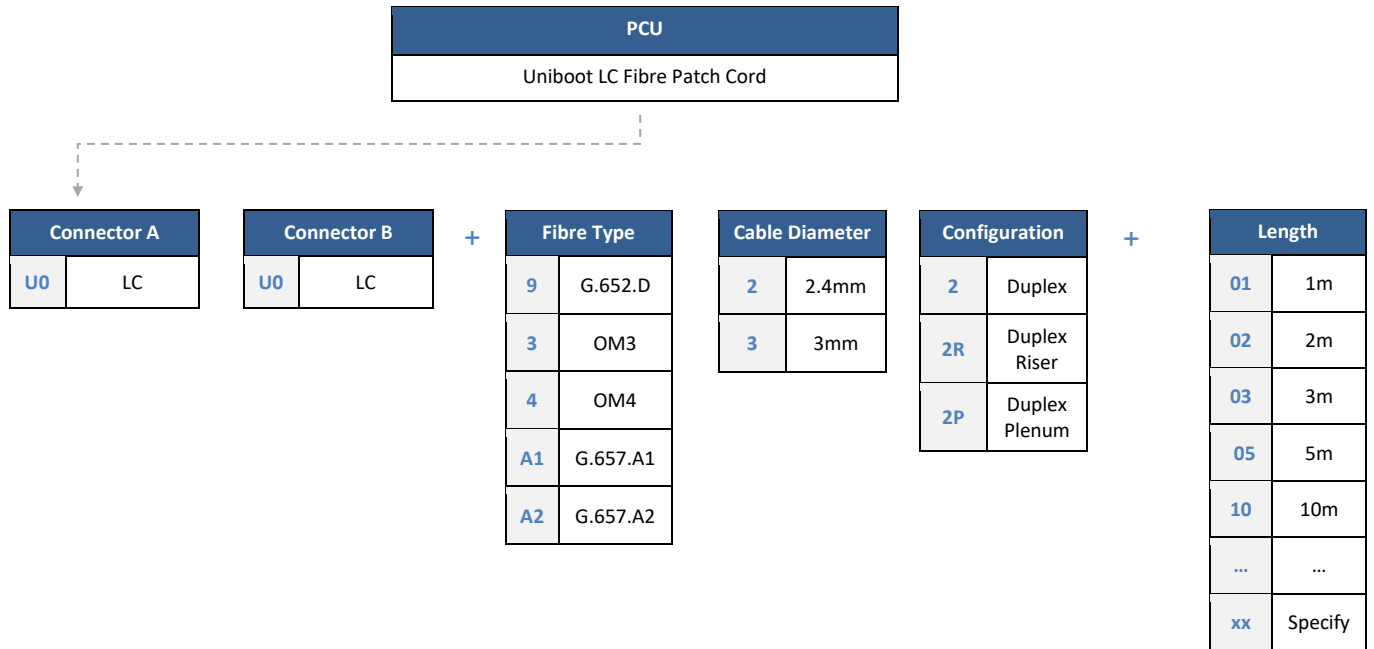 PCU
Uniboot LC Fibre Patch Cord
Connector A
U0 LC
Connector B
U0 LC
+
Fibre Type
9 G.652.D
3 OM3
4 OM4
A1 G.657.A1
A2 G.657.A2
Cable Diameter
2 2.4mm
3 3mm
Configuration
2 Duplex
2R Duplex
Riser
2P Duplex
Plenum
+
Length
01 1m
02 2m
03 3m
05 5m
10 10m
... ...
xx Specify